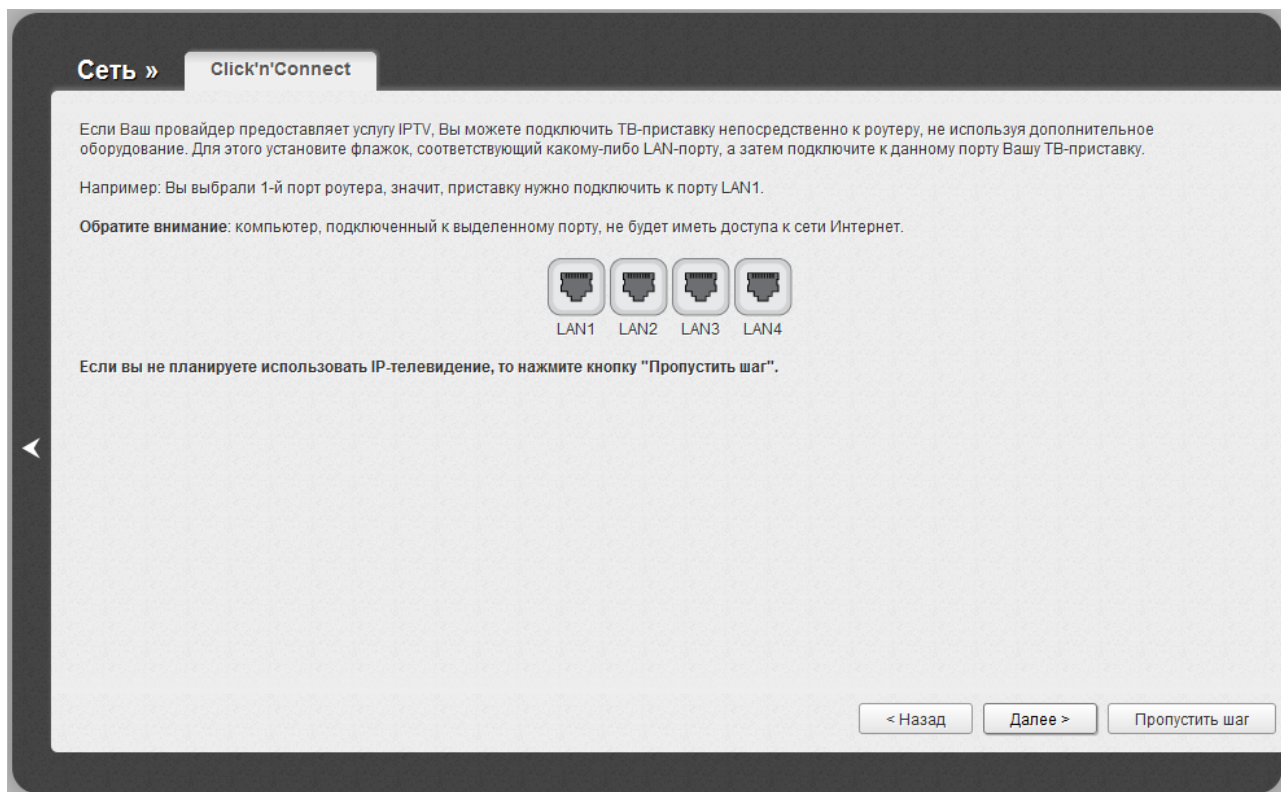 Сеть »
Click'n'Connect
Если Ваш провайдер предоставляет услугу IPTV, Вы можете подключить ТВ-приставку непосредственно к роутеру, не используя дополнительное
оборудование. Для этого установите флажок, соответствующий какому-либо LAN-порту, а затем подключите к данному порту Вашу ТВ-приставку.
Например: Вы выбрали 1-й порт роутера, значит, приставку нужно подключить к порту LAN1.
Обратите внимание: компьютер, подключенный к выделенному порту, не будет иметь доступа к сети Интернет.
LAN1 LAN2 LAN3 LAN4
Если вы не планируете использовать IP-телевидение, то нажмите кнопку "Пропустить шаг".
< Назад Далее > Пропустить шаг